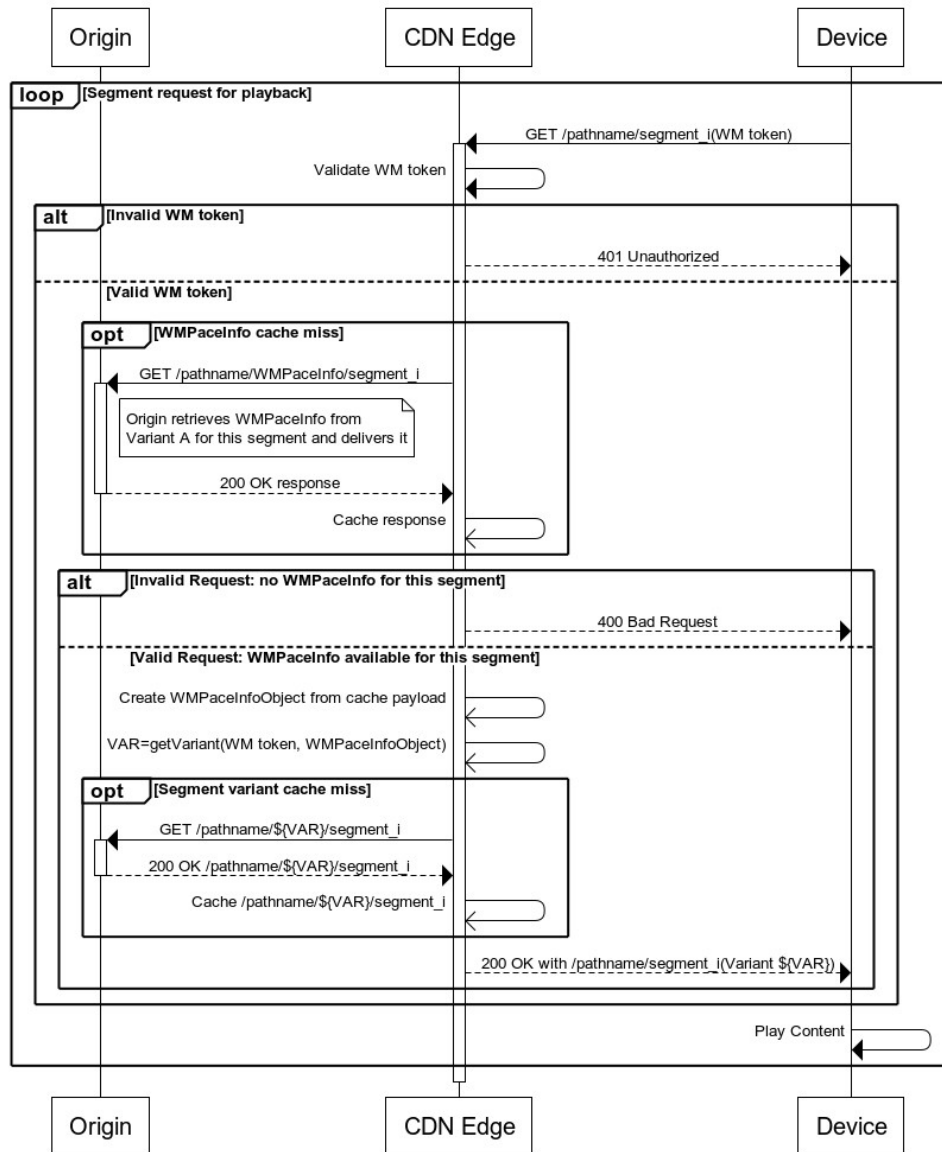 Origin
CDN Edge
Device
loop
[Segment request for playback]
GET /pathname/segment_i(WM token)
Validate WM token
alt
[Invalid WM token]
401 Unauthorized
[Valid WM token]
opt
[WMPaceInfo cache miss]
GET /pathname/WMPaceInfo/segment_i
Origin retrieves WMPaceInfo from
Variant A for this segment and delivers it
200 OK response
Cache response
alt
[Invalid Request: no WMPaceInfo for this segment]
400 Bad Request
[Valid Request: WMPaceInfo available for this segment]
Create WMPaceInfoObject from cache payload
VAR=getVariant(WM token, WMPaceInfoObject)
opt
[Segment variant cache miss]
GET /pathname/${VAR}/segment_i
200 OK /pathname/${VAR}/segment_i
Cache /pathname/${VAR}/segment_i
200 OK with /pathname/segment_i(Variant ${VAR})
Play Content
Origin
CDN Edge
Device